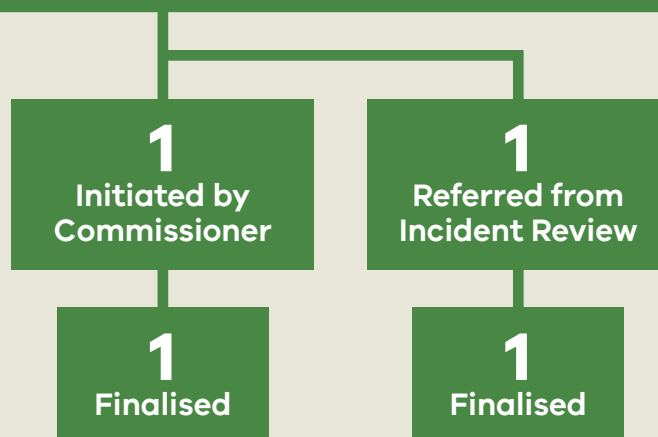 1
Initiated by
Commissioner
1
Referred from
Incident Review
1
Finalised
1
Finalised